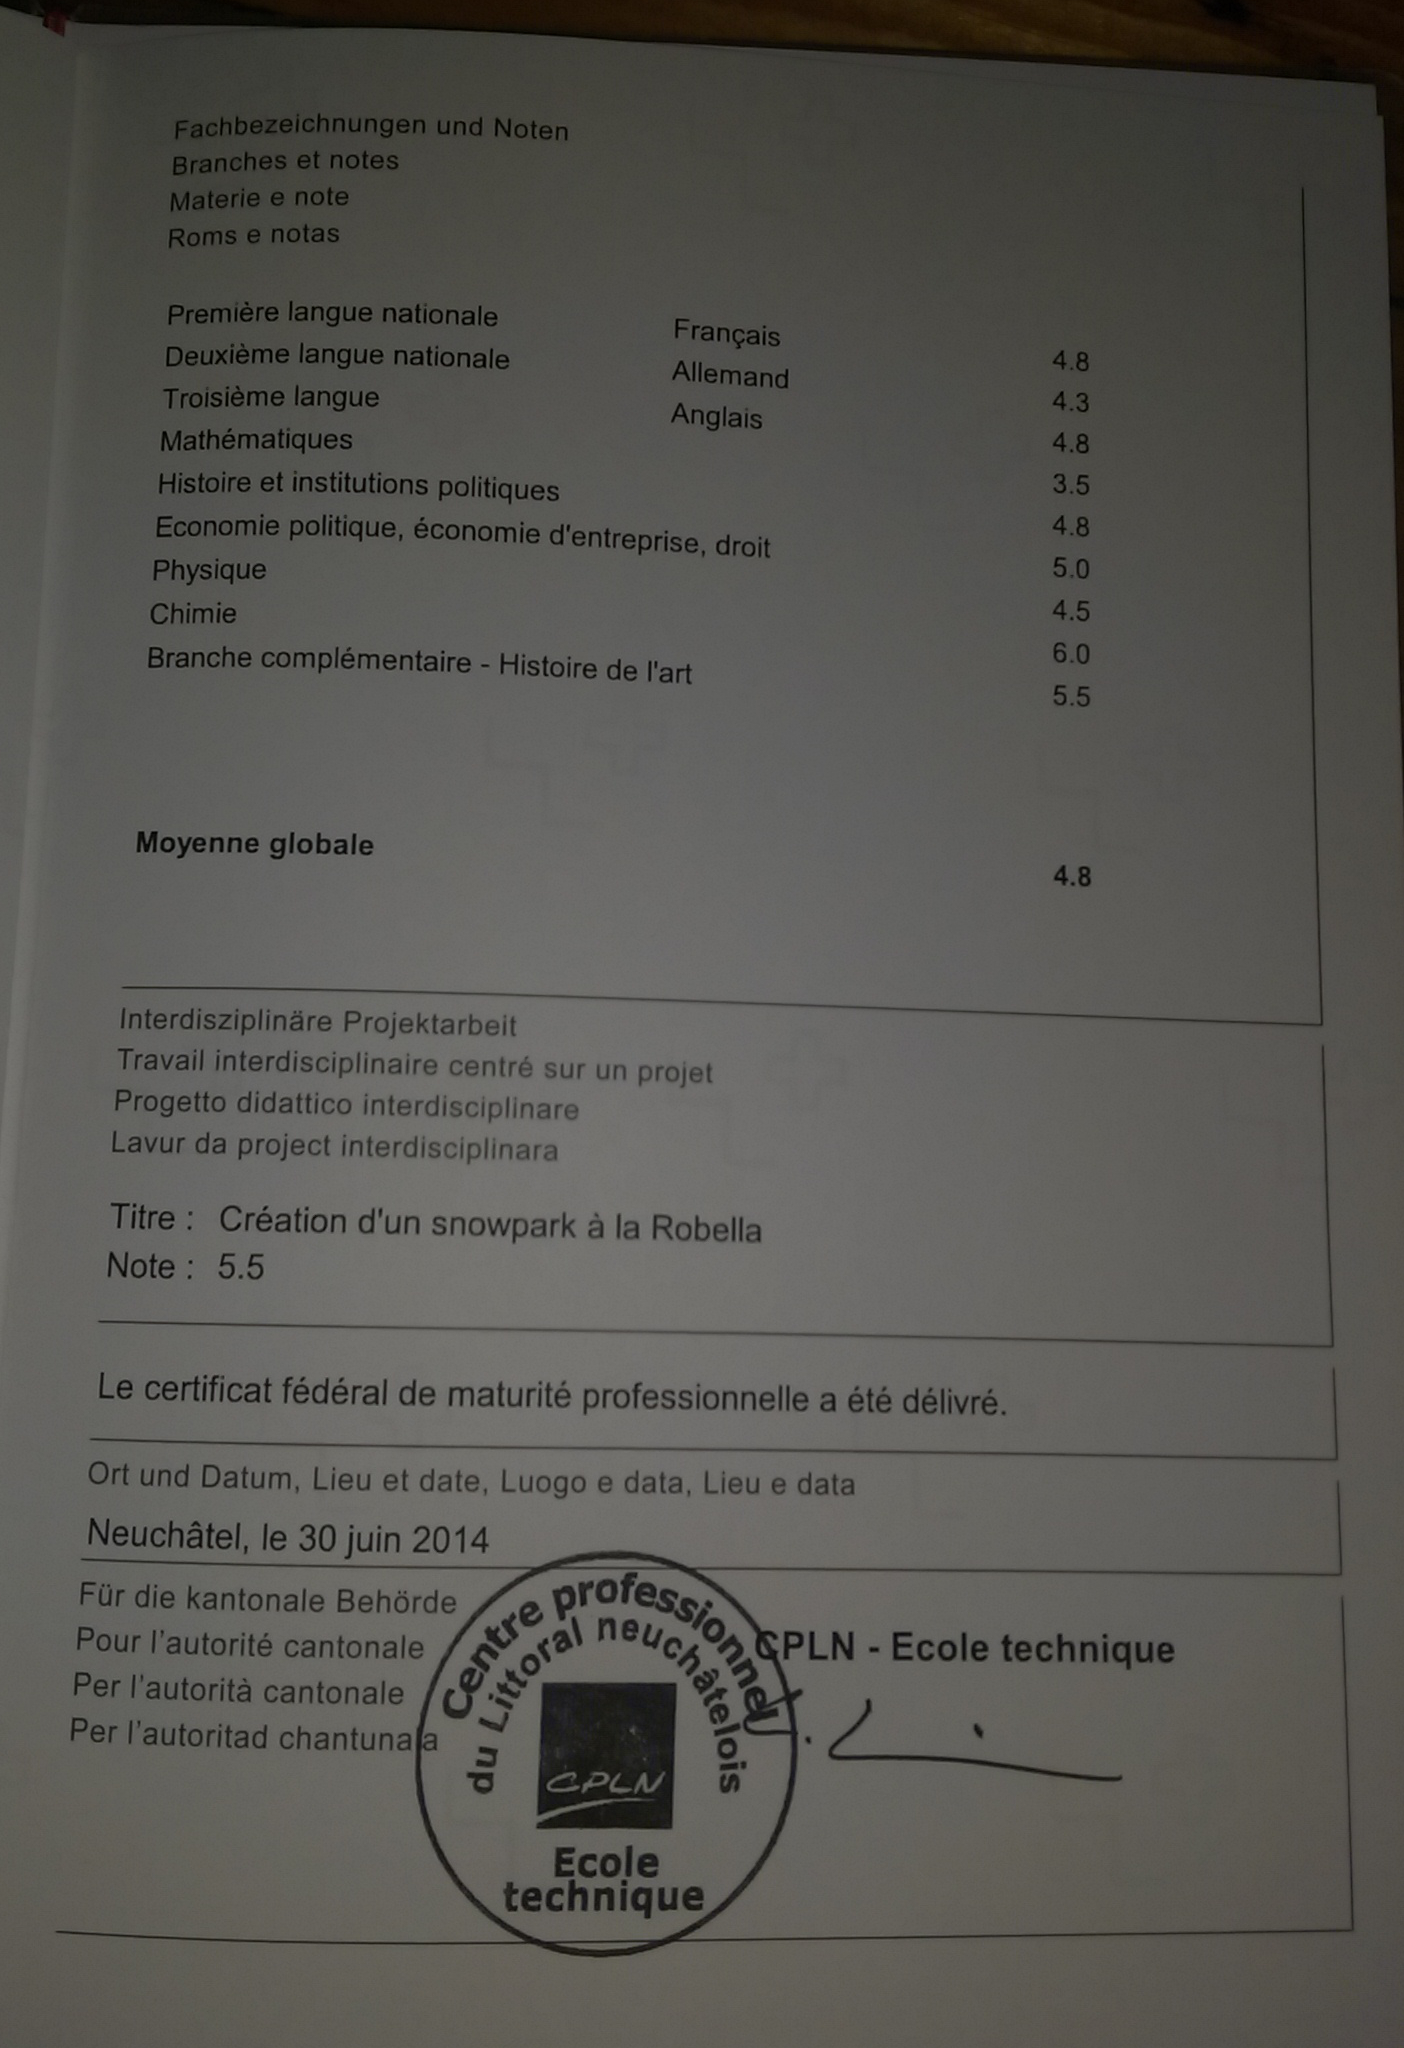 Fachbezeichnungen und Noten
Branches et notes
Materie e note
Roms e notas
Première langue nationale Français 4.8
Deuxième langue nationale Allemand 4.3
Troisième langue Anglais 4.8
Mathématiques 3.5
Histoire et institutions politiques 4.8
Economie politique, économie d'entreprise, droit 5.0
Physique 4.5
Chimie 6.0
Branche complémentaire - Histoire de l'art 5.5
Moyenne globale 4.8
Interdisziplinäre Projektarbeit
Travail interdisciplinaire centré sur un projet
Progetto didattico interdisciplinare
Lavur da project interdisciplinara
Titre : Création d'un snowpark à la Robella
Note : 5.5
Le certificat fédéral de maturité professionnelle a été délivré.
Ort und Datum, Lieu et date, Luogo e data, Lieu e data
Neuchâtel, le 30 juin 2014
Für die kantonale Behörde
Pour l'autorité cantonale
Per l'autorità cantonale
Per l'autoritad chantunala
CPLN - Ecole technique
Centre professionnel
du Littoral neuchâtelois
CPLN
Ecole
technique